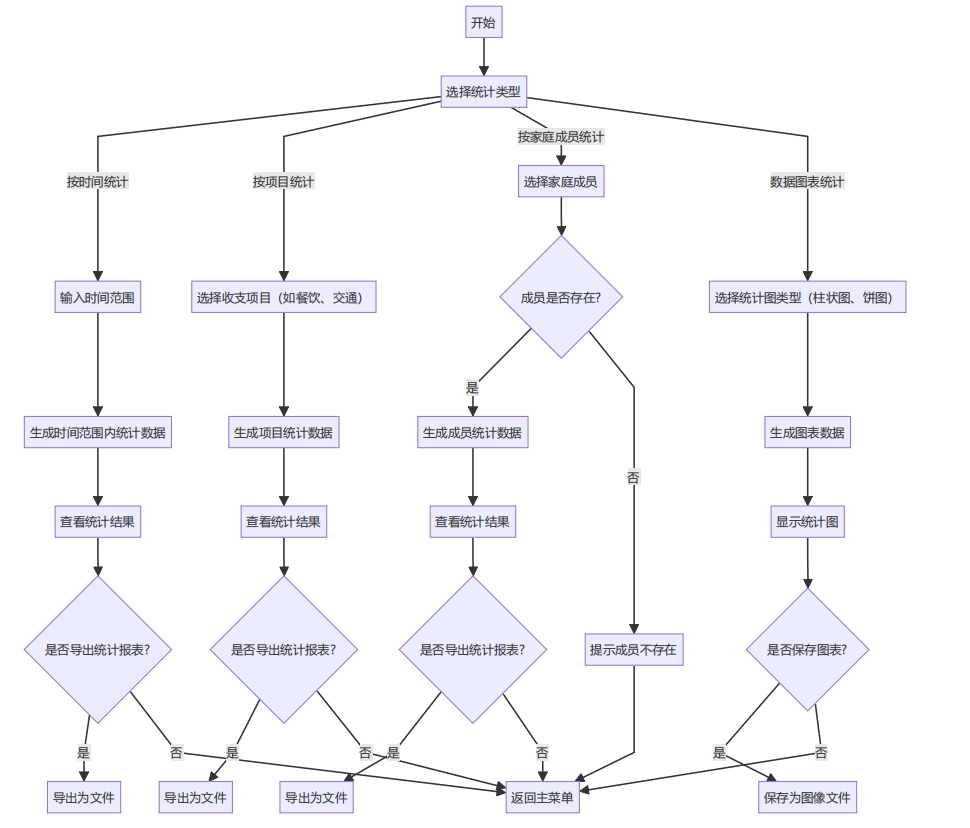 开始
选择统计类型
按家庭成员统计
按时间统计
按项目统计
选择家庭成员
数据图表统计
输入时间范围
选择收支项目（如餐饮、交通）
成员是否存在?
选择统计图类型（柱状图、饼图）
是
生成时间范围内统计数据
生成项目统计数据
生成成员统计数据
生成图表数据
否
查看统计结果
查看统计结果
查看统计结果
显示统计图
是否导出统计报表?
是否导出统计报表?
是否导出统计报表?
提示成员不存在
是否保存图表?
是
否
是
否
是
否
是
否
导出为文件
导出为文件
导出为文件
返回主菜单
保存为图像文件